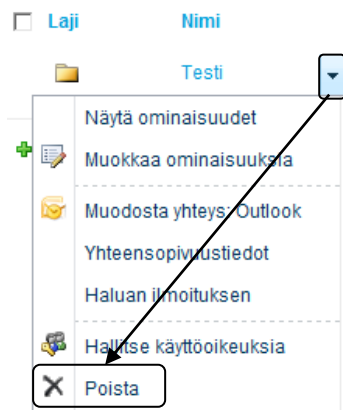 Laji Nimi
Testi
Näytä ominaisuudet
Muokkaa ominaisuuksia
Muodosta yhteys: Outlook
Yhteensopivuustiedot
Haluan ilmoituksen
Hallitse käyttöoikeuksia
Poista